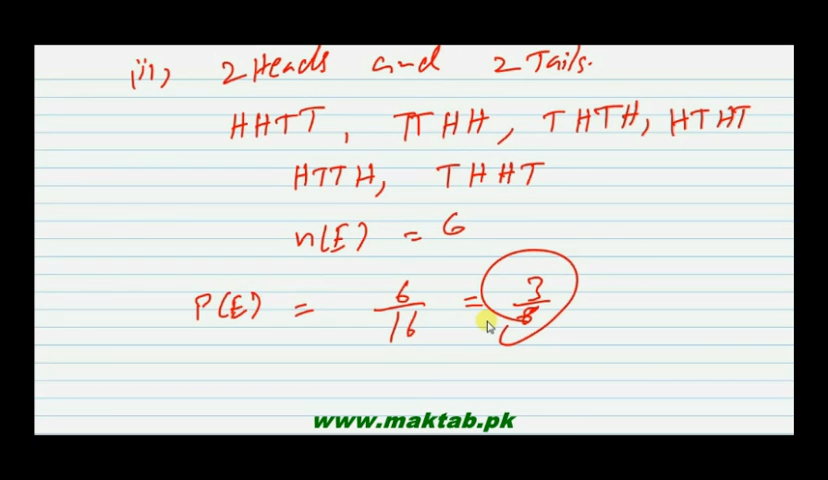 (ii) 2 Heads and 2 Tails.
HHTT, TTHH, THTH, HTHT
HTTH, THHT
n(E) = 6
P(E) = 6/16 = 3/8
www.maktab.pk